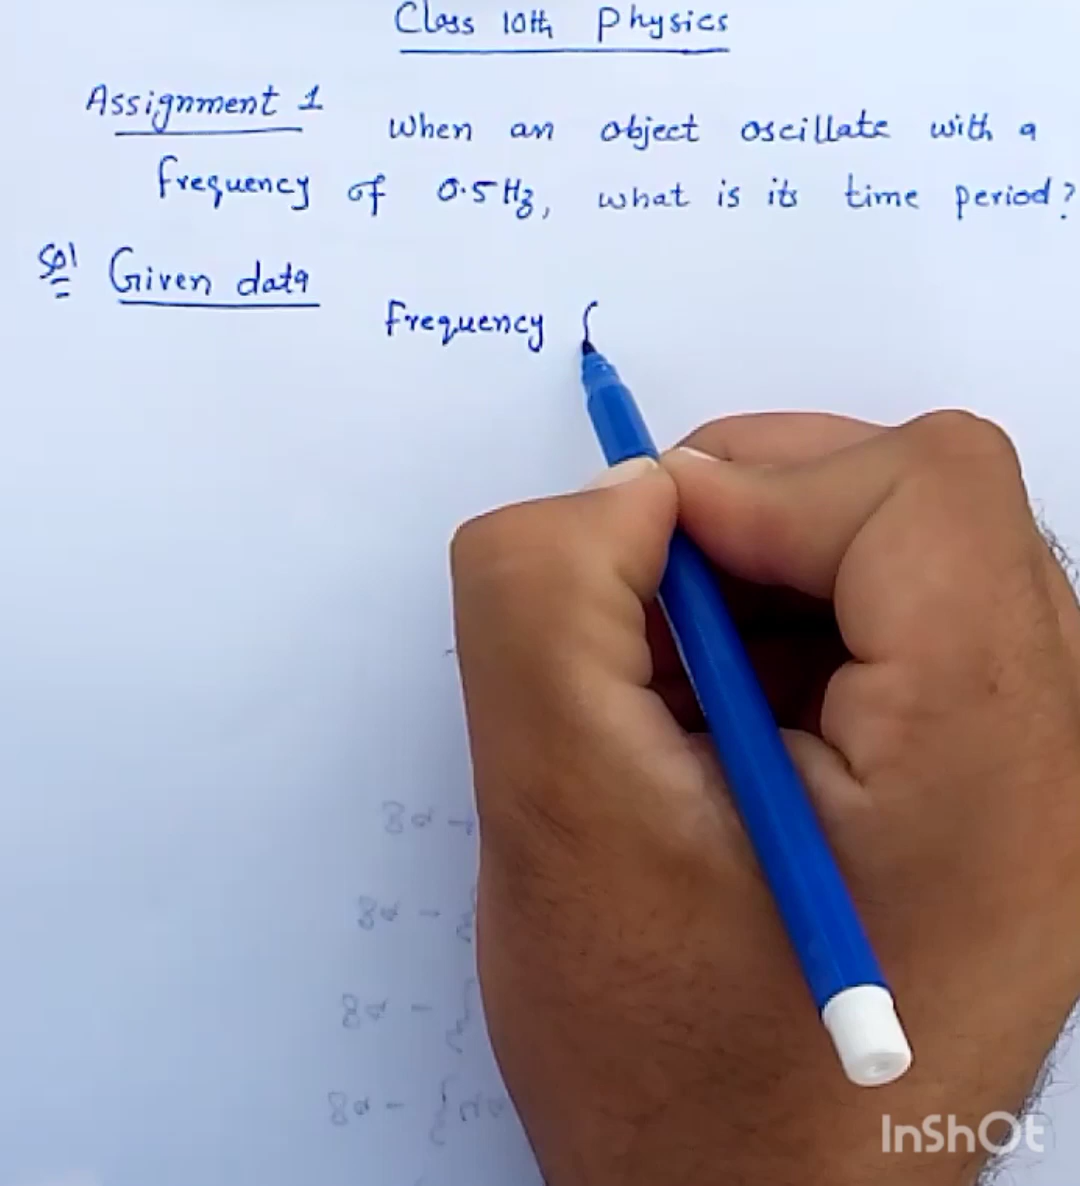 Class 10th Physics
Assignment 1 When an object oscillate with a
frequency of 0.5 Hz, what is its time period?
Sol Given data
Frequency f
InShOt